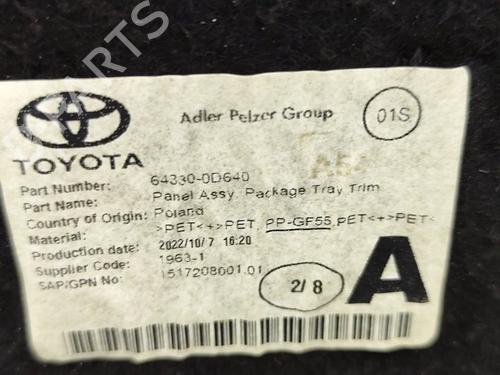 PARTS
Adler Pelzer Group
01S
TOYOTA
A5
Part Number: 64330-0D640
Part Name: Panel Assy, Package Tray Trim
Country of Origin: Poland
Material: >PET<+>PET, PP-GF55,PET<+>PET<
Production date: 2022/10/7 16:20
Supplier Code: 1963-1
SAP/GPN No: 1517208001.01
2/8
A